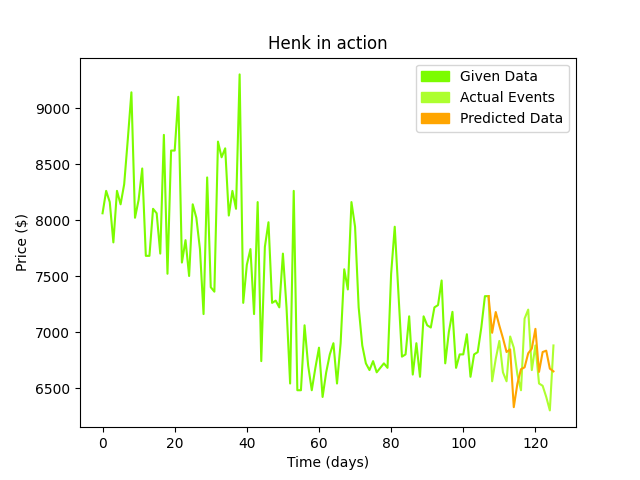 Henk in action
Given Data
Actual Events
Predicted Data
Price ($)
9000
8500
8000
7500
7000
6500
0 20 40 60 80 100 120
Time (days)